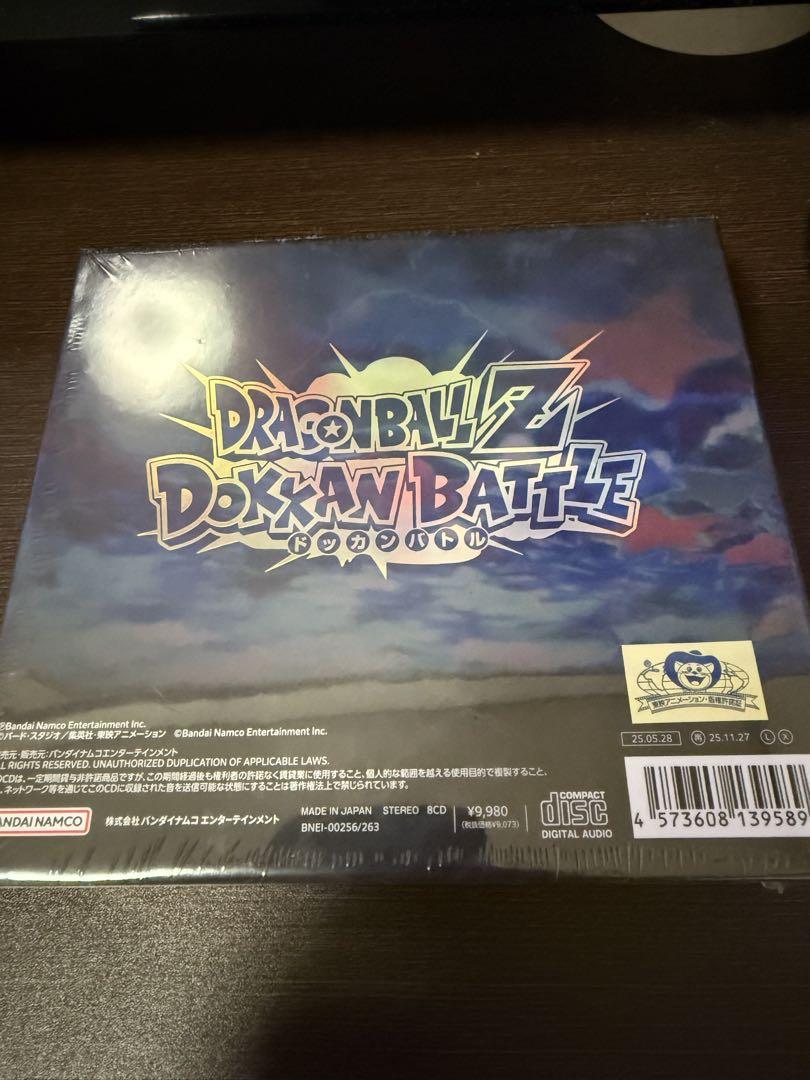 DRAGONBALL Z
DOKKAN BATTLE
ドッカンバトル
東映アニメーション・版権許諾証
℗Bandai Namco Entertainment Inc.
バード・スタジオ/集英社・東映アニメーション ©Bandai Namco Entertainment Inc.
売元・販売元:バンダイナムコエンターテインメント
LL RIGHTS RESERVED. UNAUTHORIZED DUPLICATION OF APPLICABLE LAWS.
CDは、一定期間貸与非許諾商品ですが、この期間経過後も権利者の許諾なく賃貸業に使用すること、個人的な範囲を越える使用目的で複製すること、
ネットワーク等を通じてこのCDに収録された音を送信可能な状態にすることは著作権法上で禁じられています。
25.05.28 再 25.11.27 L X
BANDAI NAMCO 株式会社 バンダイナムコ エンターテインメント
MADE IN JAPAN STEREO 8CD
BNEI-00256/263
¥9,980
(税抜価格¥9,073)
COMPACT
disc
DIGITAL AUDIO
4 573608 139589